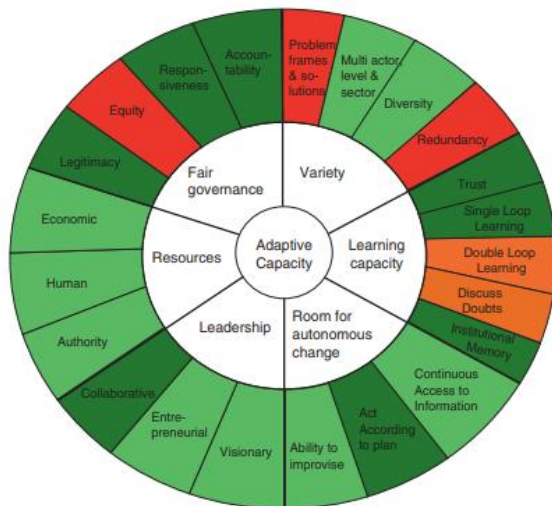 Problem
frames
& so-
lutions
Multi actor,
level &
sector
Diversity
Redundancy
Trust
Single Loop
Learning
Double Loop
Learning
Discuss
Doubts
Institutional
Memory
Continuous
Access to
Information
Act
According
to plan
Ability to
improvise
Visionary
Entre-
preneurial
Collaborative
Authority
Human
Economic
Legitimacy
Equity
Respon-
siveness
Accoun-
tability
Fair
governance
Variety
Learning
capacity
Room for
autonomous
change
Leadership
Resources
Adaptive
Capacity